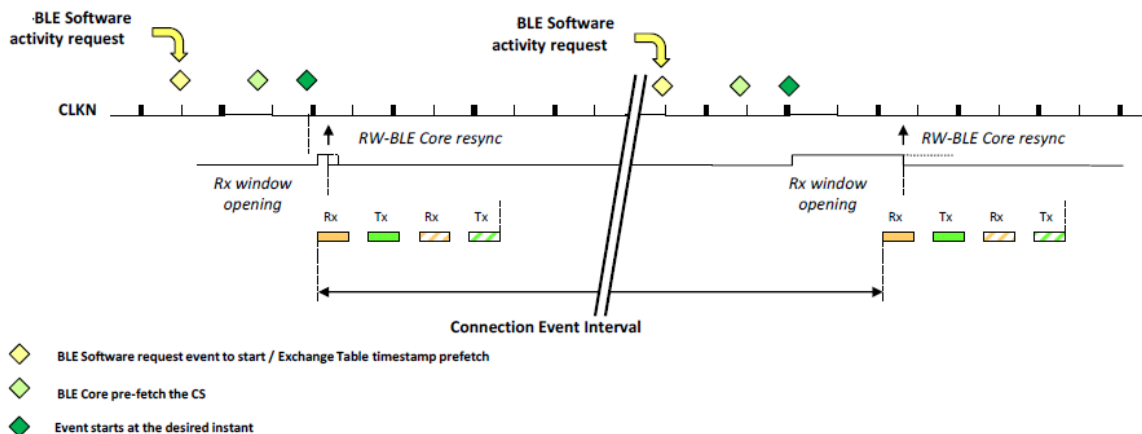 BLE Software
activity request
BLE Software
activity request
CLKN
RW-BLE Core resync
RW-BLE Core resync
Rx window
opening
Rx window
opening
Rx Tx Rx Tx
Rx Tx Rx Tx
Connection Event Interval
BLE Software request event to start / Exchange Table timestamp prefetch
BLE Core pre-fetch the CS
Event starts at the desired instant